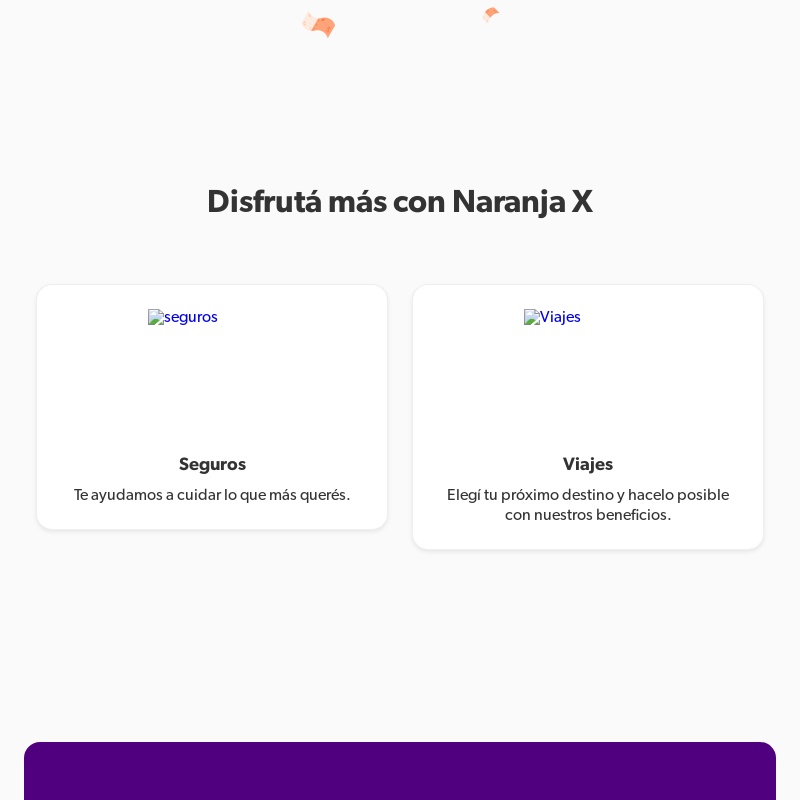 Disfrutá más con Naranja X
seguros
Viajes
Seguros
Te ayudamos a cuidar lo que más querés.
Viajes
Elegí tu próximo destino y hacelo posible
con nuestros beneficios.